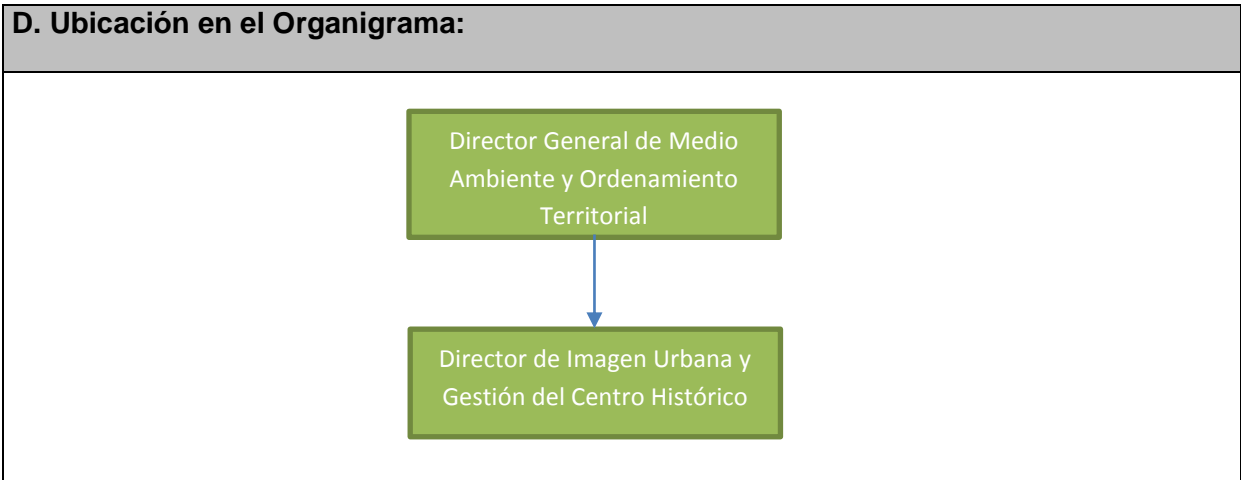 D. Ubicación en el Organigrama:
Director General de Medio
Ambiente y Ordenamiento
Territorial
Director de Imagen Urbana y
Gestión del Centro Histórico